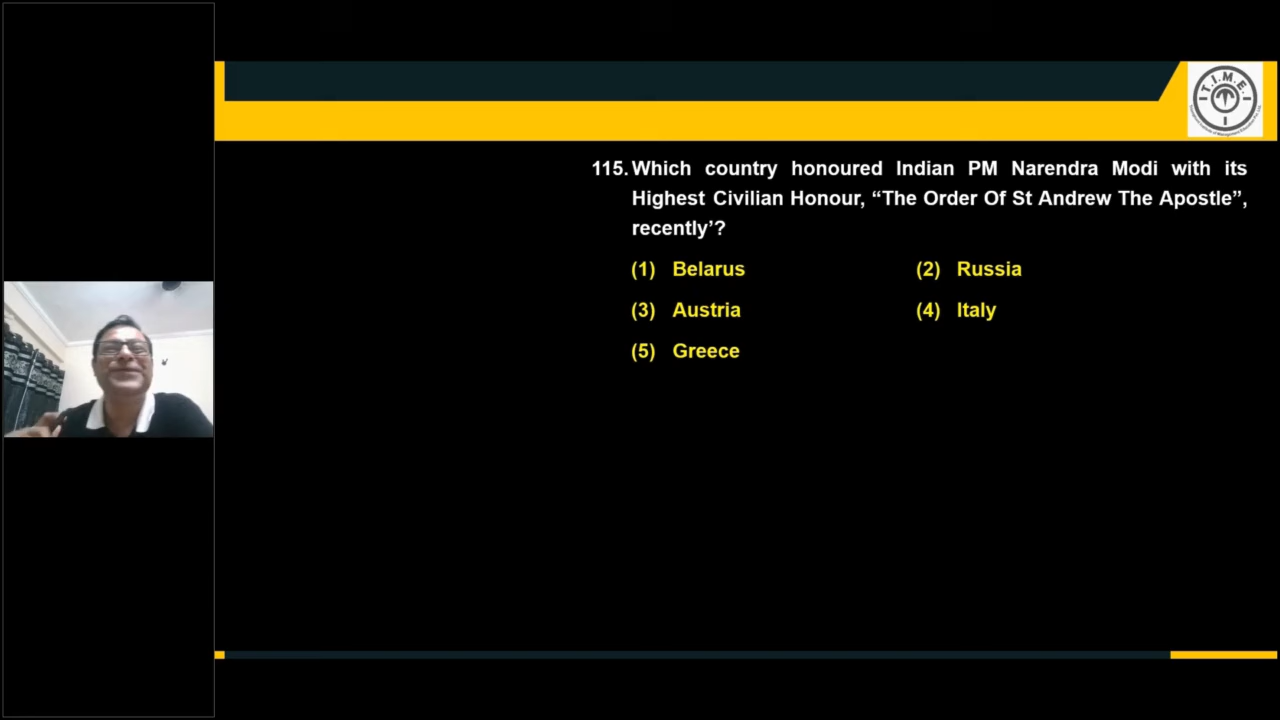 T.I.M.E.
115. Which country honoured Indian PM Narendra Modi with its
Highest Civilian Honour, “The Order Of St Andrew The Apostle”,
recently’?
(1) Belarus (2) Russia
(3) Austria (4) Italy
(5) Greece